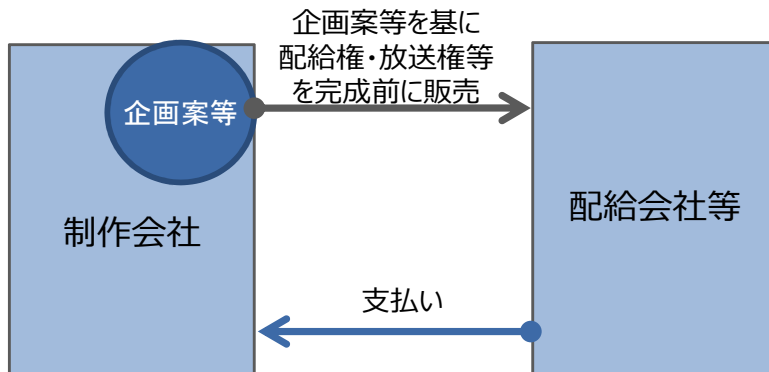 企画案等を基に
配給権・放送権等
を完成前に販売
企画案等
制作会社
配給会社等
支払い